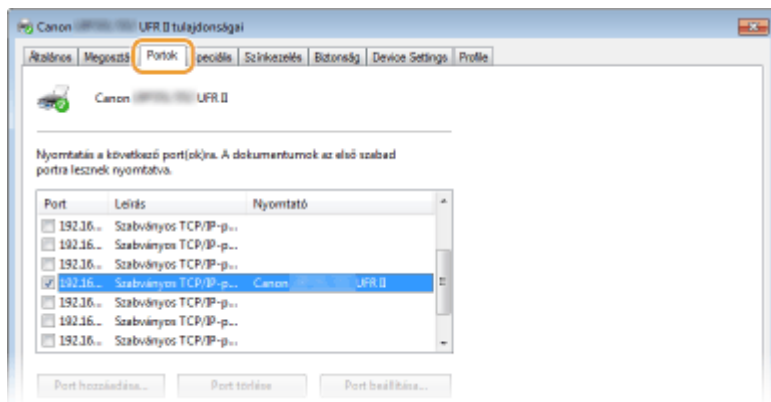 Canon UFR II tulajdonságai
Általános Megosztás Portok Speciális Színkezelés Biztonság Device Settings Profile
Canon UFR II
Nyomtatás a következő port(ok)ra. A dokumentumok az első szabad
portra lesznek nyomtatva.
Port Leírás Nyomtató
192.16... Szabványos TCP/IP-p...
192.16... Szabványos TCP/IP-p...
192.16... Szabványos TCP/IP-p...
192.16... Szabványos TCP/IP-p... Canon UFR II
192.16... Szabványos TCP/IP-p...
192.16... Szabványos TCP/IP-p...
192.16... Szabványos TCP/IP-p...
Port hozzáadása... Port törlése Port beállítása...